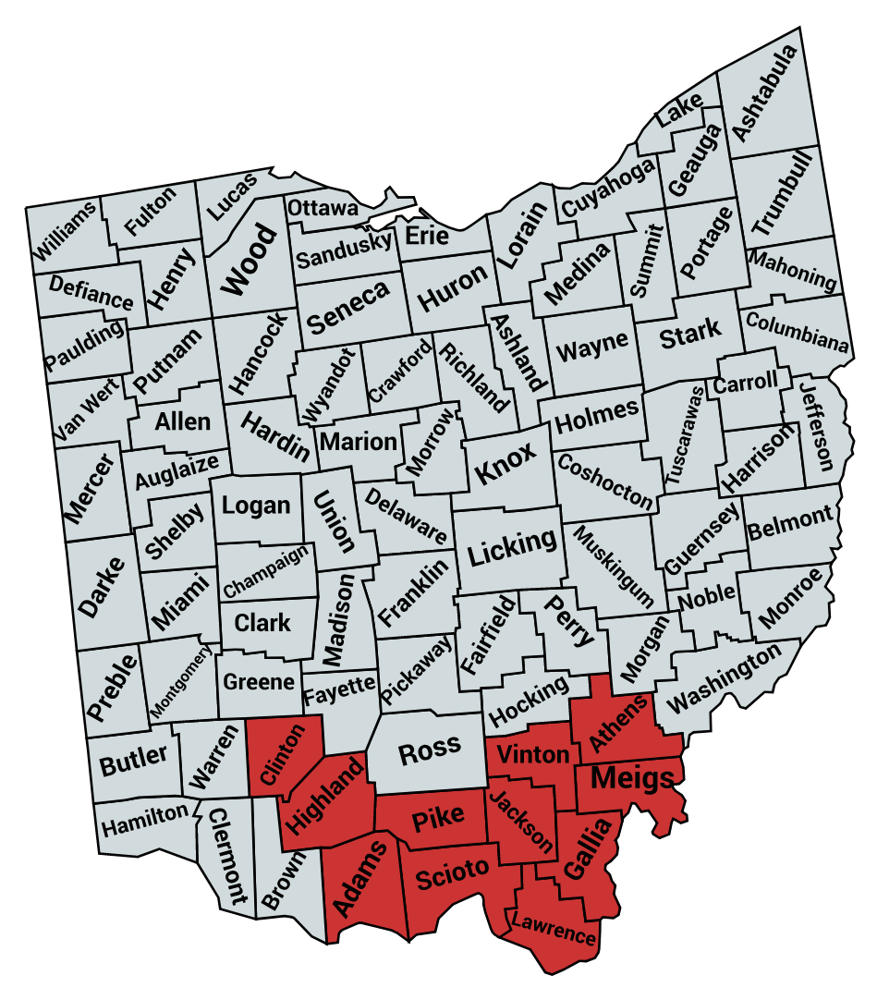 Ashtabula
Lake
Geauga
Cuyahoga
Trumbull
Lucas
Fulton
Williams
Ottawa
Erie
Lorain
Sandusky
Wood
Henry
Defiance
Medina
Summit
Portage
Mahoning
Huron
Seneca
Paulding
Putnam
Hancock
Wyandot
Crawford
Richland
Ashland
Wayne
Stark
Columbiana
Van Wert
Allen
Hardin
Marion
Morrow
Knox
Holmes
Tuscarawas
Carroll
Jefferson
Harrison
Mercer
Auglaize
Logan
Shelby
Union
Delaware
Coshocton
Licking
Muskingum
Guernsey
Belmont
Darke
Miami
Champaign
Clark
Madison
Franklin
Fairfield
Perry
Morgan
Noble
Monroe
Preble
Montgomery
Greene
Fayette
Pickaway
Hocking
Washington
Athens
Butler
Warren
Clinton
Highland
Ross
Vinton
Meigs
Hamilton
Clermont
Brown
Adams
Pike
Jackson
Gallia
Scioto
Lawrence